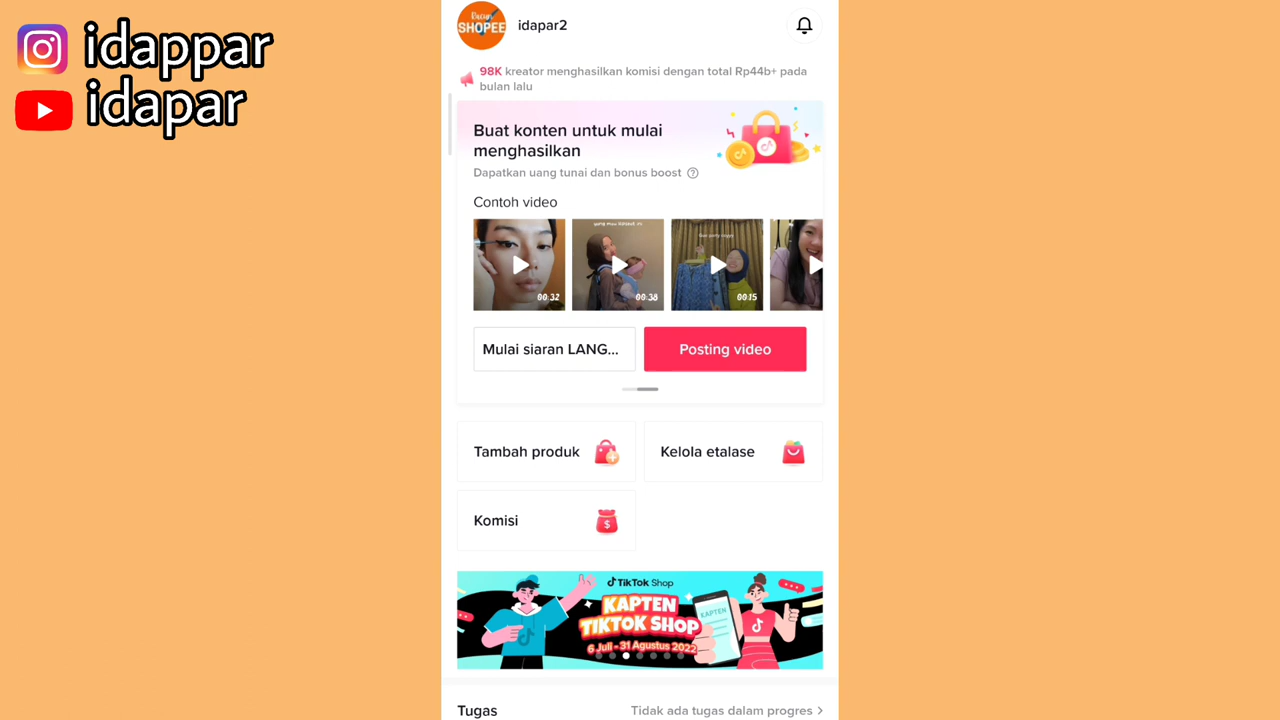 idappar
idapar
Racun
SHOPEE
idapar2
98K kreator menghasilkan komisi dengan total Rp44b+ pada
bulan lalu
Buat konten untuk mulai
menghasilkan
Dapatkan uang tunai dan bonus boost
Contoh video
00:32
00:38
00:15
Mulai siaran LANG...
Posting video
Tambah produk
Kelola etalase
Komisi
TikTok Shop
KAPTEN
TIKTOK SHOP
6 Juli - 31 Agustus 2022
KAPTEN
Tugas
Tidak ada tugas dalam progres >